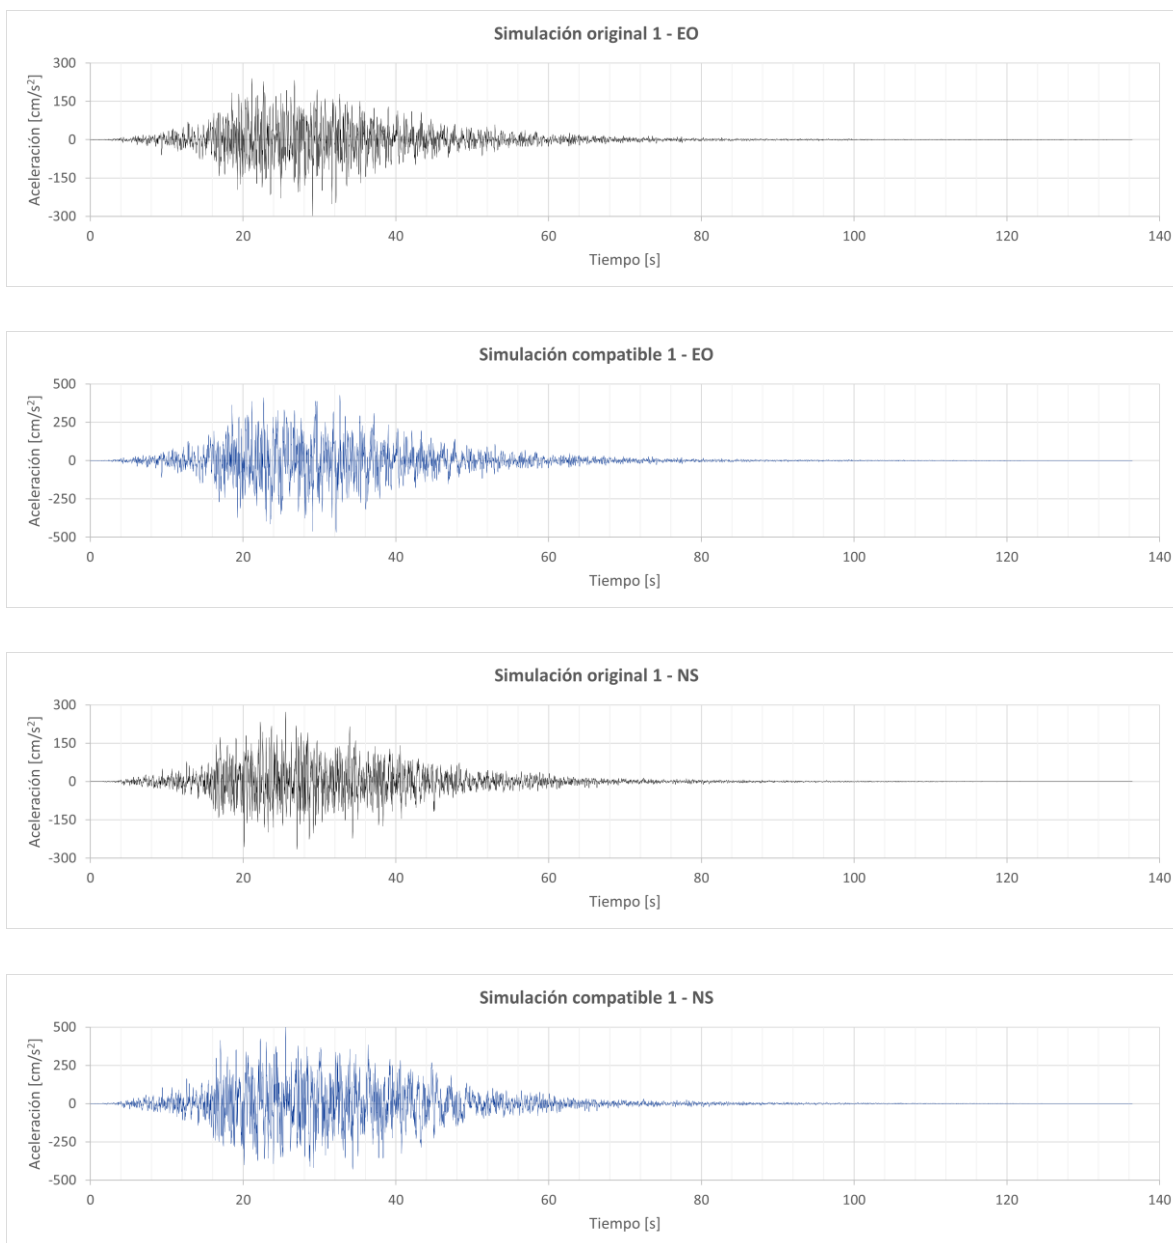 Simulación original 1 - EO
Aceleración [cm/s²]
300
150
0
-150
-300
0 20 40 60 80 100 120 140
Tiempo [s]
Simulación compatible 1 - EO
Aceleración [cm/s²]
500
250
0
-250
-500
0 20 40 60 80 100 120 140
Tiempo [s]
Simulación original 1 - NS
Aceleración [cm/s²]
300
150
0
-150
-300
0 20 40 60 80 100 120 140
Tiempo [s]
Simulación compatible 1 - NS
Aceleración [cm/s²]
500
250
0
-250
-500
0 20 40 60 80 100 120 140
Tiempo [s]